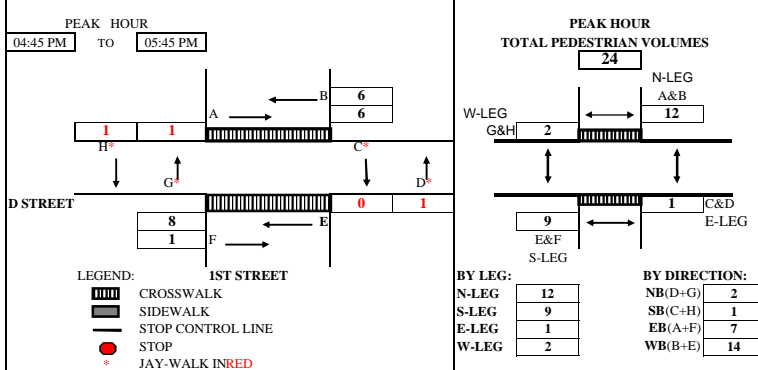 PEAK HOUR
04:45 PM TO 05:45 PM
B 6
A 6
1 1
H* C*
G* D*
D STREET 0 1
8 E
1 F
LEGEND: 1ST STREET
CROSSWALK
SIDEWALK
STOP CONTROL LINE
STOP
* JAY-WALK INRED
PEAK HOUR
TOTAL PEDESTRIAN VOLUMES
24
N-LEG
W-LEG A&B
G&H 2 12
9 1 C&D
E&F E-LEG
S-LEG
BY LEG:
N-LEG 12
S-LEG 9
E-LEG 1
W-LEG 2
BY DIRECTION:
NB(D+G) 2
SB(C+H) 1
EB(A+F) 7
WB(B+E) 14